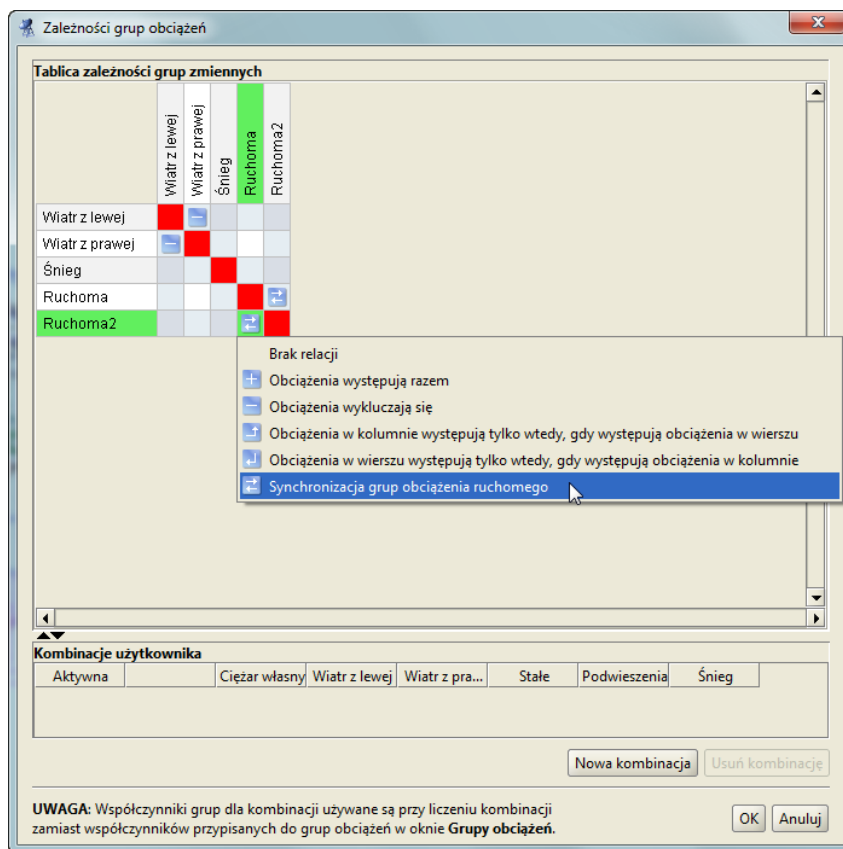 Zależności grup obciążeń
Tablica zależności grup zmiennych
Wiatr z lewej
Wiatr z prawej
Śnieg
Ruchoma
Ruchoma2
Wiatr z lewej
Wiatr z prawej
Śnieg
Ruchoma
Ruchoma2
Brak relacji
Obciążenia występują razem
Obciążenia wykluczają się
Obciążenia w kolumnie występują tylko wtedy, gdy występują obciążenia w wierszu
Obciążenia w wierszu występują tylko wtedy, gdy występują obciążenia w kolumnie
Synchronizacja grup obciążenia ruchomego
Kombinacje użytkownika
Aktywna Ciężar własny Wiatr z lewej Wiatr z pra... Stałe Podwieszenia Śnieg
Nowa kombinacja Usuń kombinację
UWAGA: Współczynniki grup dla kombinacji używane są przy liczeniu kombinacji
zamiast współczynników przypisanych do grup obciążeń w oknie Grupy obciążeń.
OK Anuluj